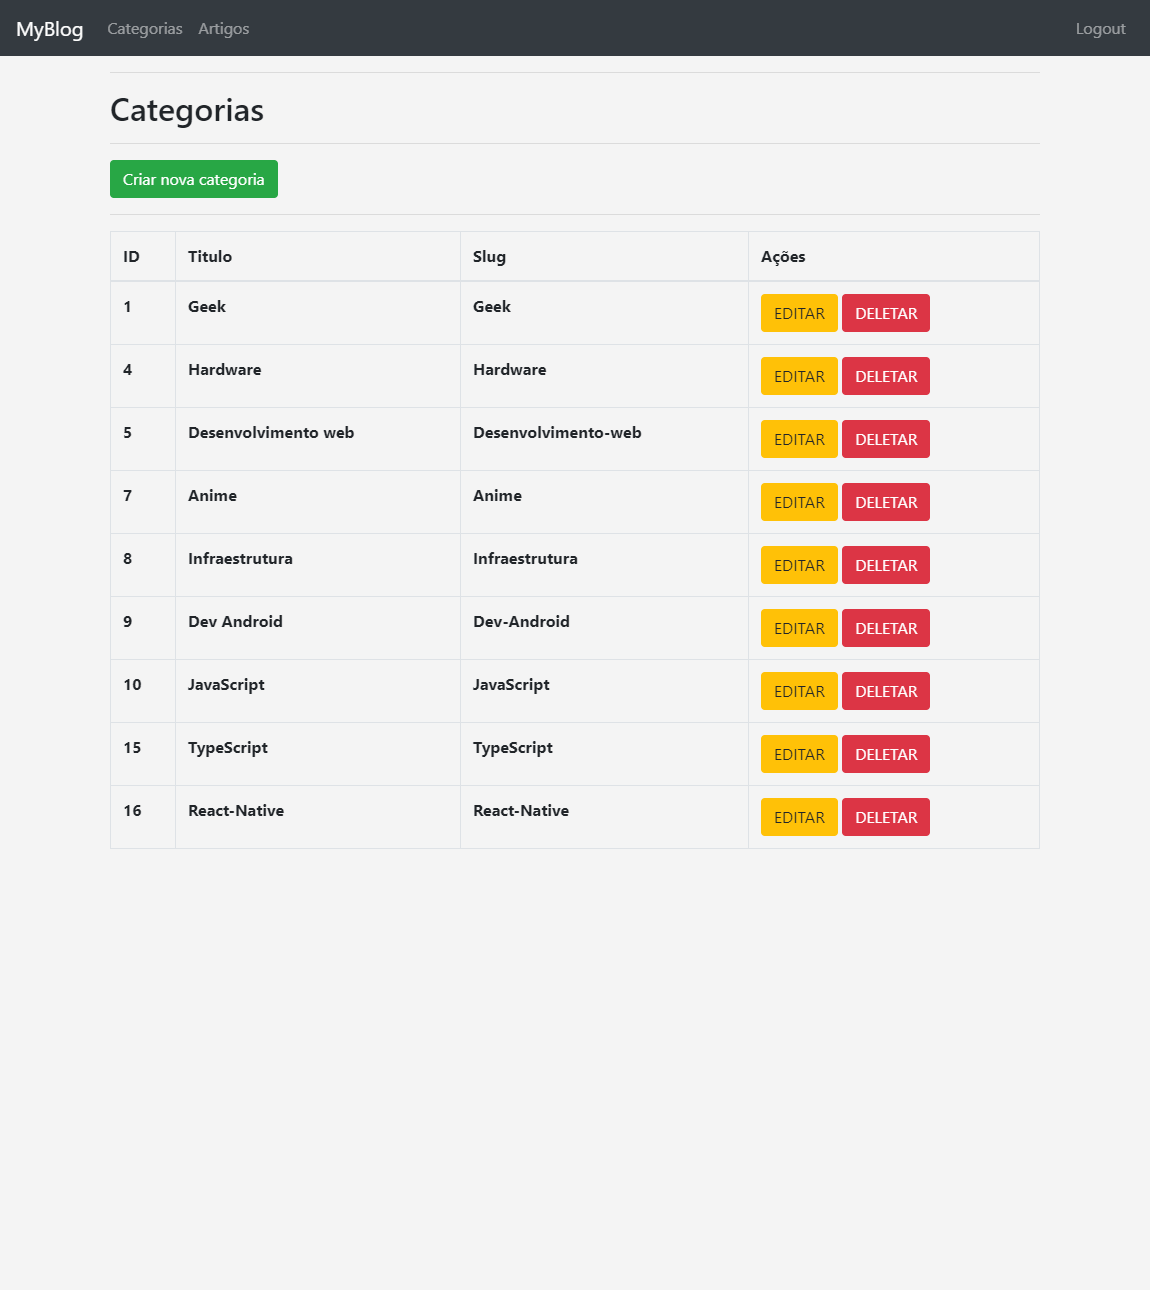 MyBlog Categorias Artigos Logout
Categorias
Criar nova categoria
ID Titulo Slug Ações
1 Geek Geek EDITAR DELETAR
4 Hardware Hardware EDITAR DELETAR
5 Desenvolvimento web Desenvolvimento-web EDITAR DELETAR
7 Anime Anime EDITAR DELETAR
8 Infraestrutura Infraestrutura EDITAR DELETAR
9 Dev Android Dev-Android EDITAR DELETAR
10 JavaScript JavaScript EDITAR DELETAR
15 TypeScript TypeScript EDITAR DELETAR
16 React-Native React-Native EDITAR DELETAR